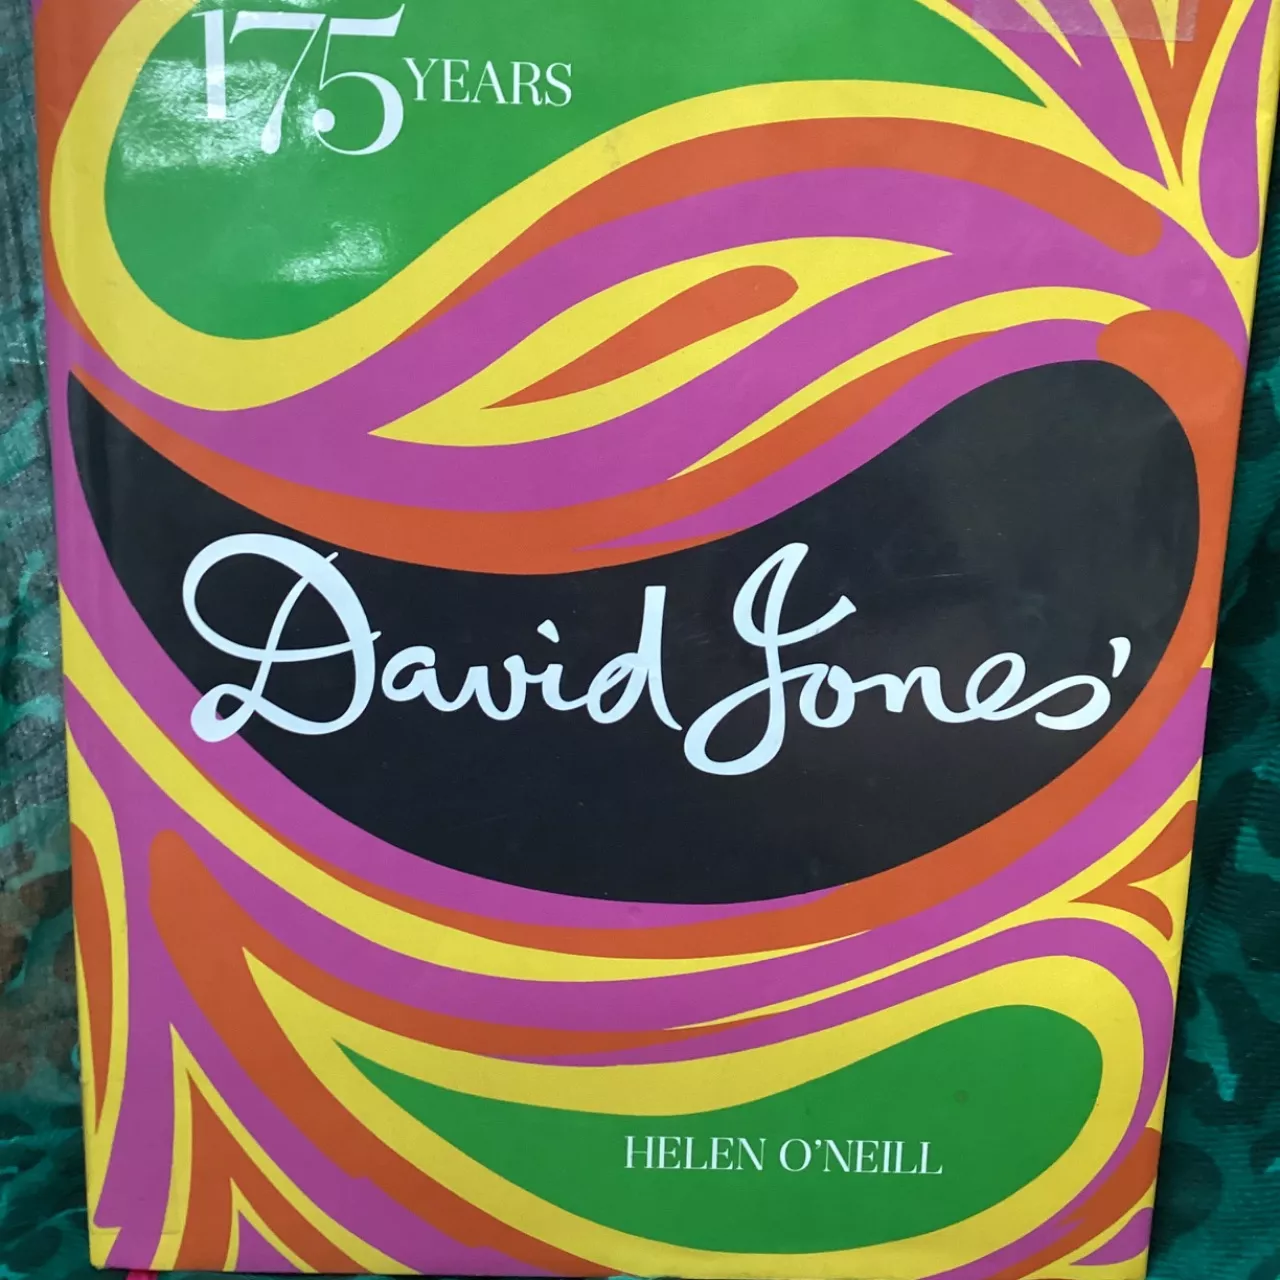 175 YEARS
David Jones'
HELEN O'NEILL